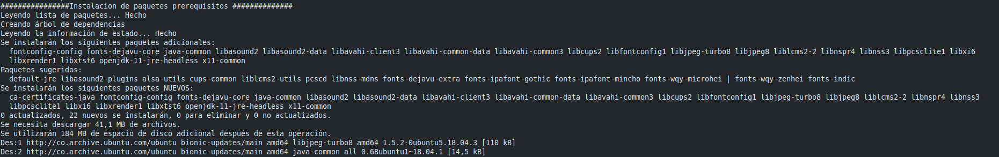 ################Instalacion de paquetes prerequisitos ##############
Leyendo lista de paquetes... Hecho
Creando árbol de dependencias
Leyendo la información de estado... Hecho
Se instalarán los siguientes paquetes adicionales:
  fontconfig-config fonts-dejavu-core java-common libasound2 libasound2-data libavahi-client3 libavahi-common-data libavahi-common3 libcups2 libfontconfig1 libjpeg-turbo8 libjpeg8 liblcms2-2 libnspr4 libnss3 libpcsclite1 libxi6
  libxrender1 libxtst6 openjdk-11-jre-headless x11-common
Paquetes sugeridos:
  default-jre libasound2-plugins alsa-utils cups-common liblcms2-utils pcscd libnss-mdns fonts-dejavu-extra fonts-ipafont-gothic fonts-ipafont-mincho fonts-wqy-microhei | fonts-wqy-zenhei fonts-indic
Se instalarán los siguientes paquetes NUEVOS:
  ca-certificates-java fontconfig-config fonts-dejavu-core java-common libasound2 libasound2-data libavahi-client3 libavahi-common-data libavahi-common3 libcups2 libfontconfig1 libjpeg-turbo8 libjpeg8 liblcms2-2 libnspr4 libnss3
  libpcsclite1 libxi6 libxrender1 libxtst6 openjdk-11-jre-headless x11-common
0 actualizados, 22 nuevos se instalarán, 0 para eliminar y 0 no actualizados.
Se necesita descargar 41,1 MB de archivos.
Se utilizarán 184 MB de espacio de disco adicional después de esta operación.
Des:1 http://co.archive.ubuntu.com/ubuntu bionic-updates/main amd64 libjpeg-turbo8 amd64 1.5.2-0ubuntu5.18.04.3 [110 kB]
Des:2 http://co.archive.ubuntu.com/ubuntu bionic-updates/main amd64 java-common all 0.68ubuntu1~18.04.1 [14,5 kB]